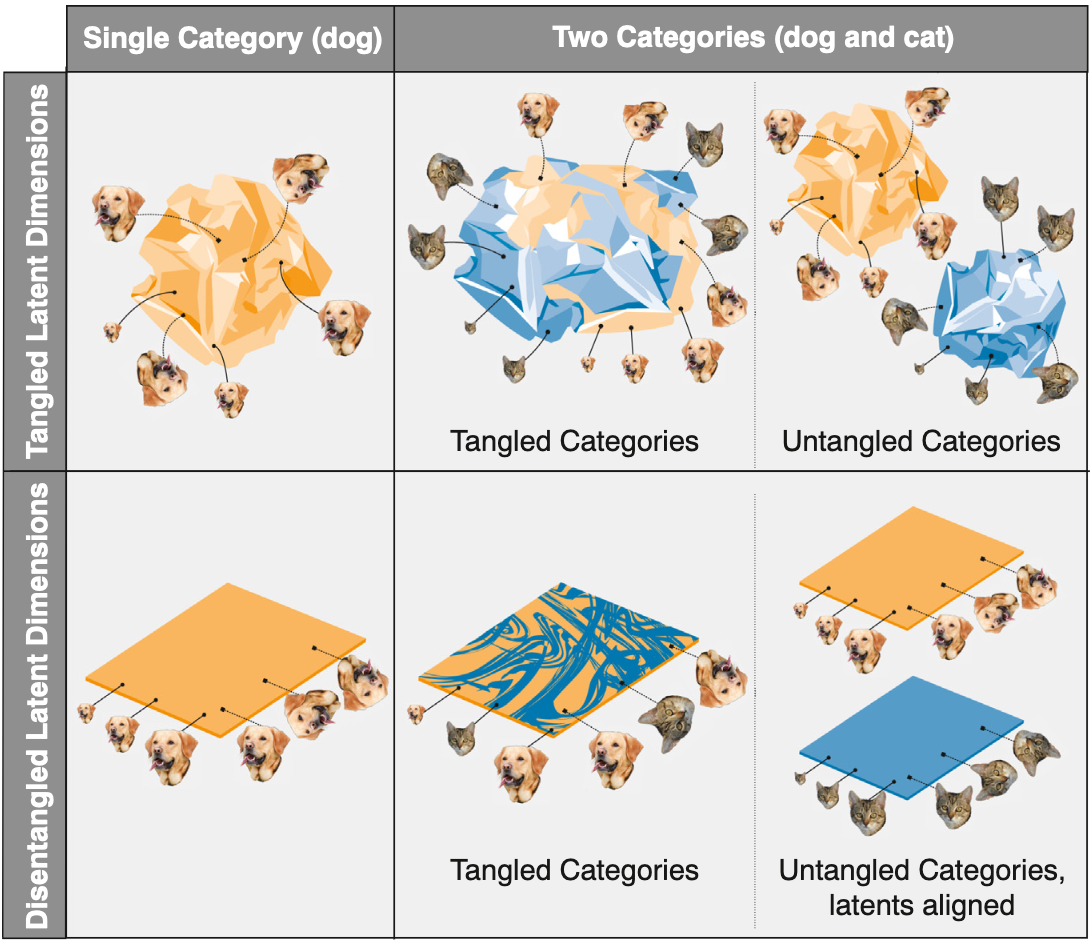 Single Category (dog)
Two Categories (dog and cat)
Tangled Latent Dimensions
Tangled Categories
Untangled Categories
Disentangled Latent Dimensions
Tangled Categories
Untangled Categories,
latents aligned